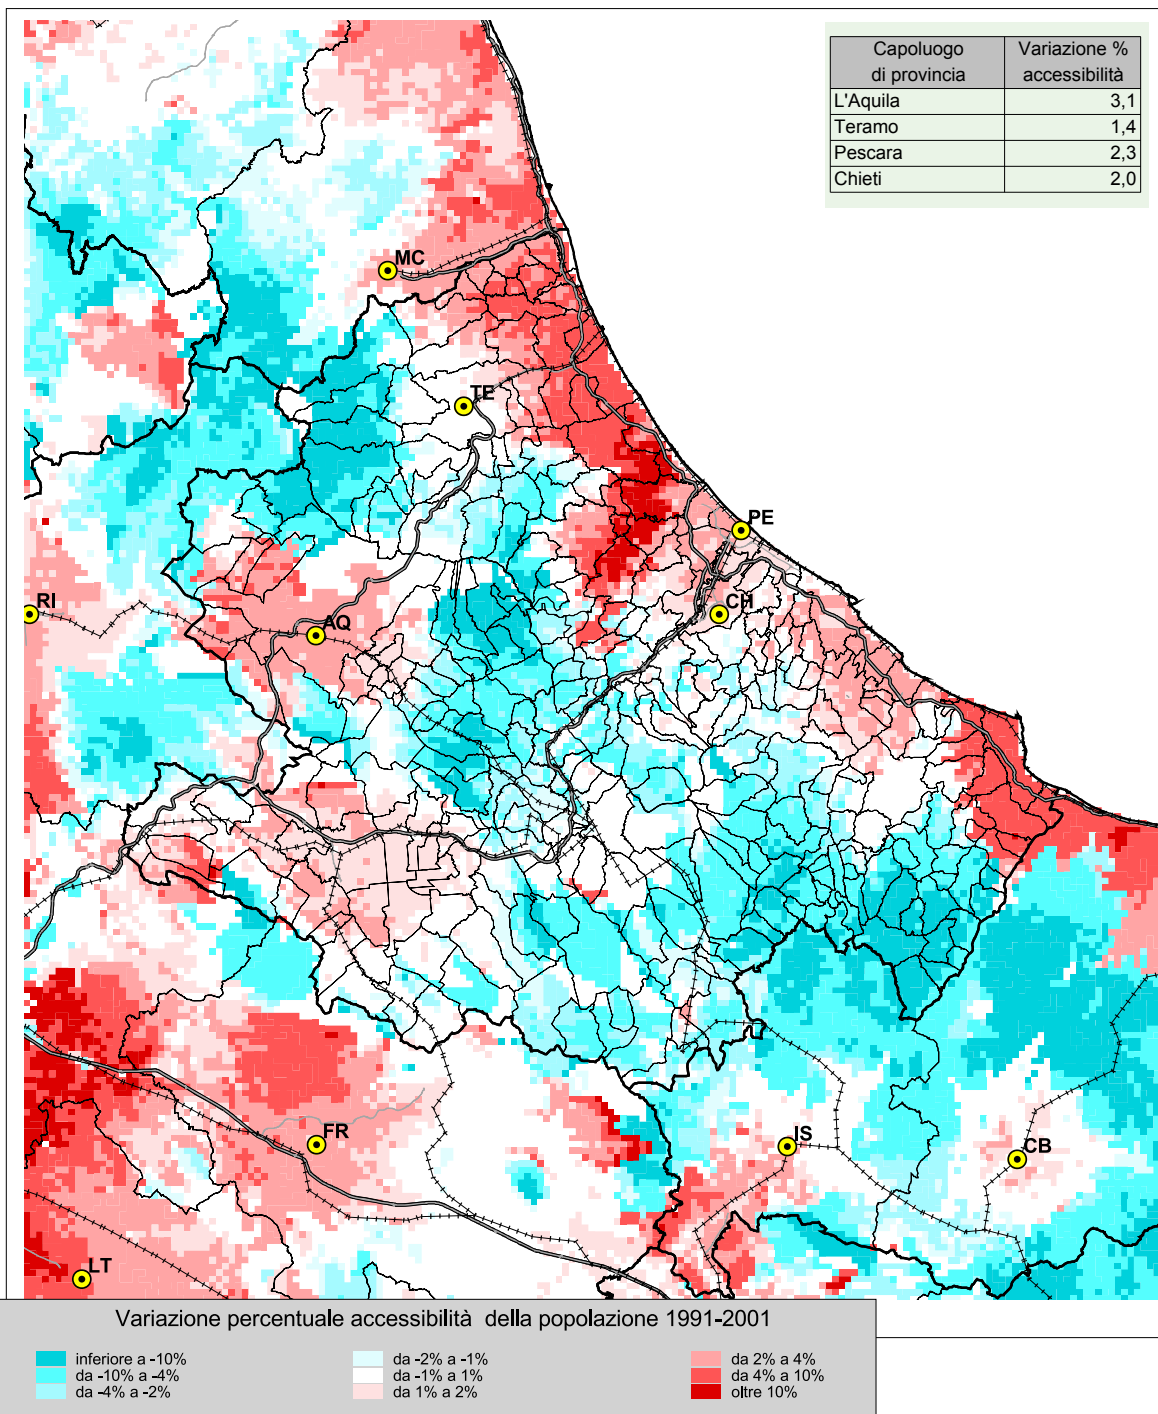 Capoluogo di provincia Variazione % accessibilità
L'Aquila 3,1
Teramo 1,4
Pescara 2,3
Chieti 2,0
MC
TE
PE
RI
AQ
CH
FR
IS
CB
LT
Variazione percentuale accessibilità della popolazione 1991-2001
inferiore a -10%
da -10% a -4%
da -4% a -2%
da -2% a -1%
da -1% a 1%
da 1% a 2%
da 2% a 4%
da 4% a 10%
oltre 10%